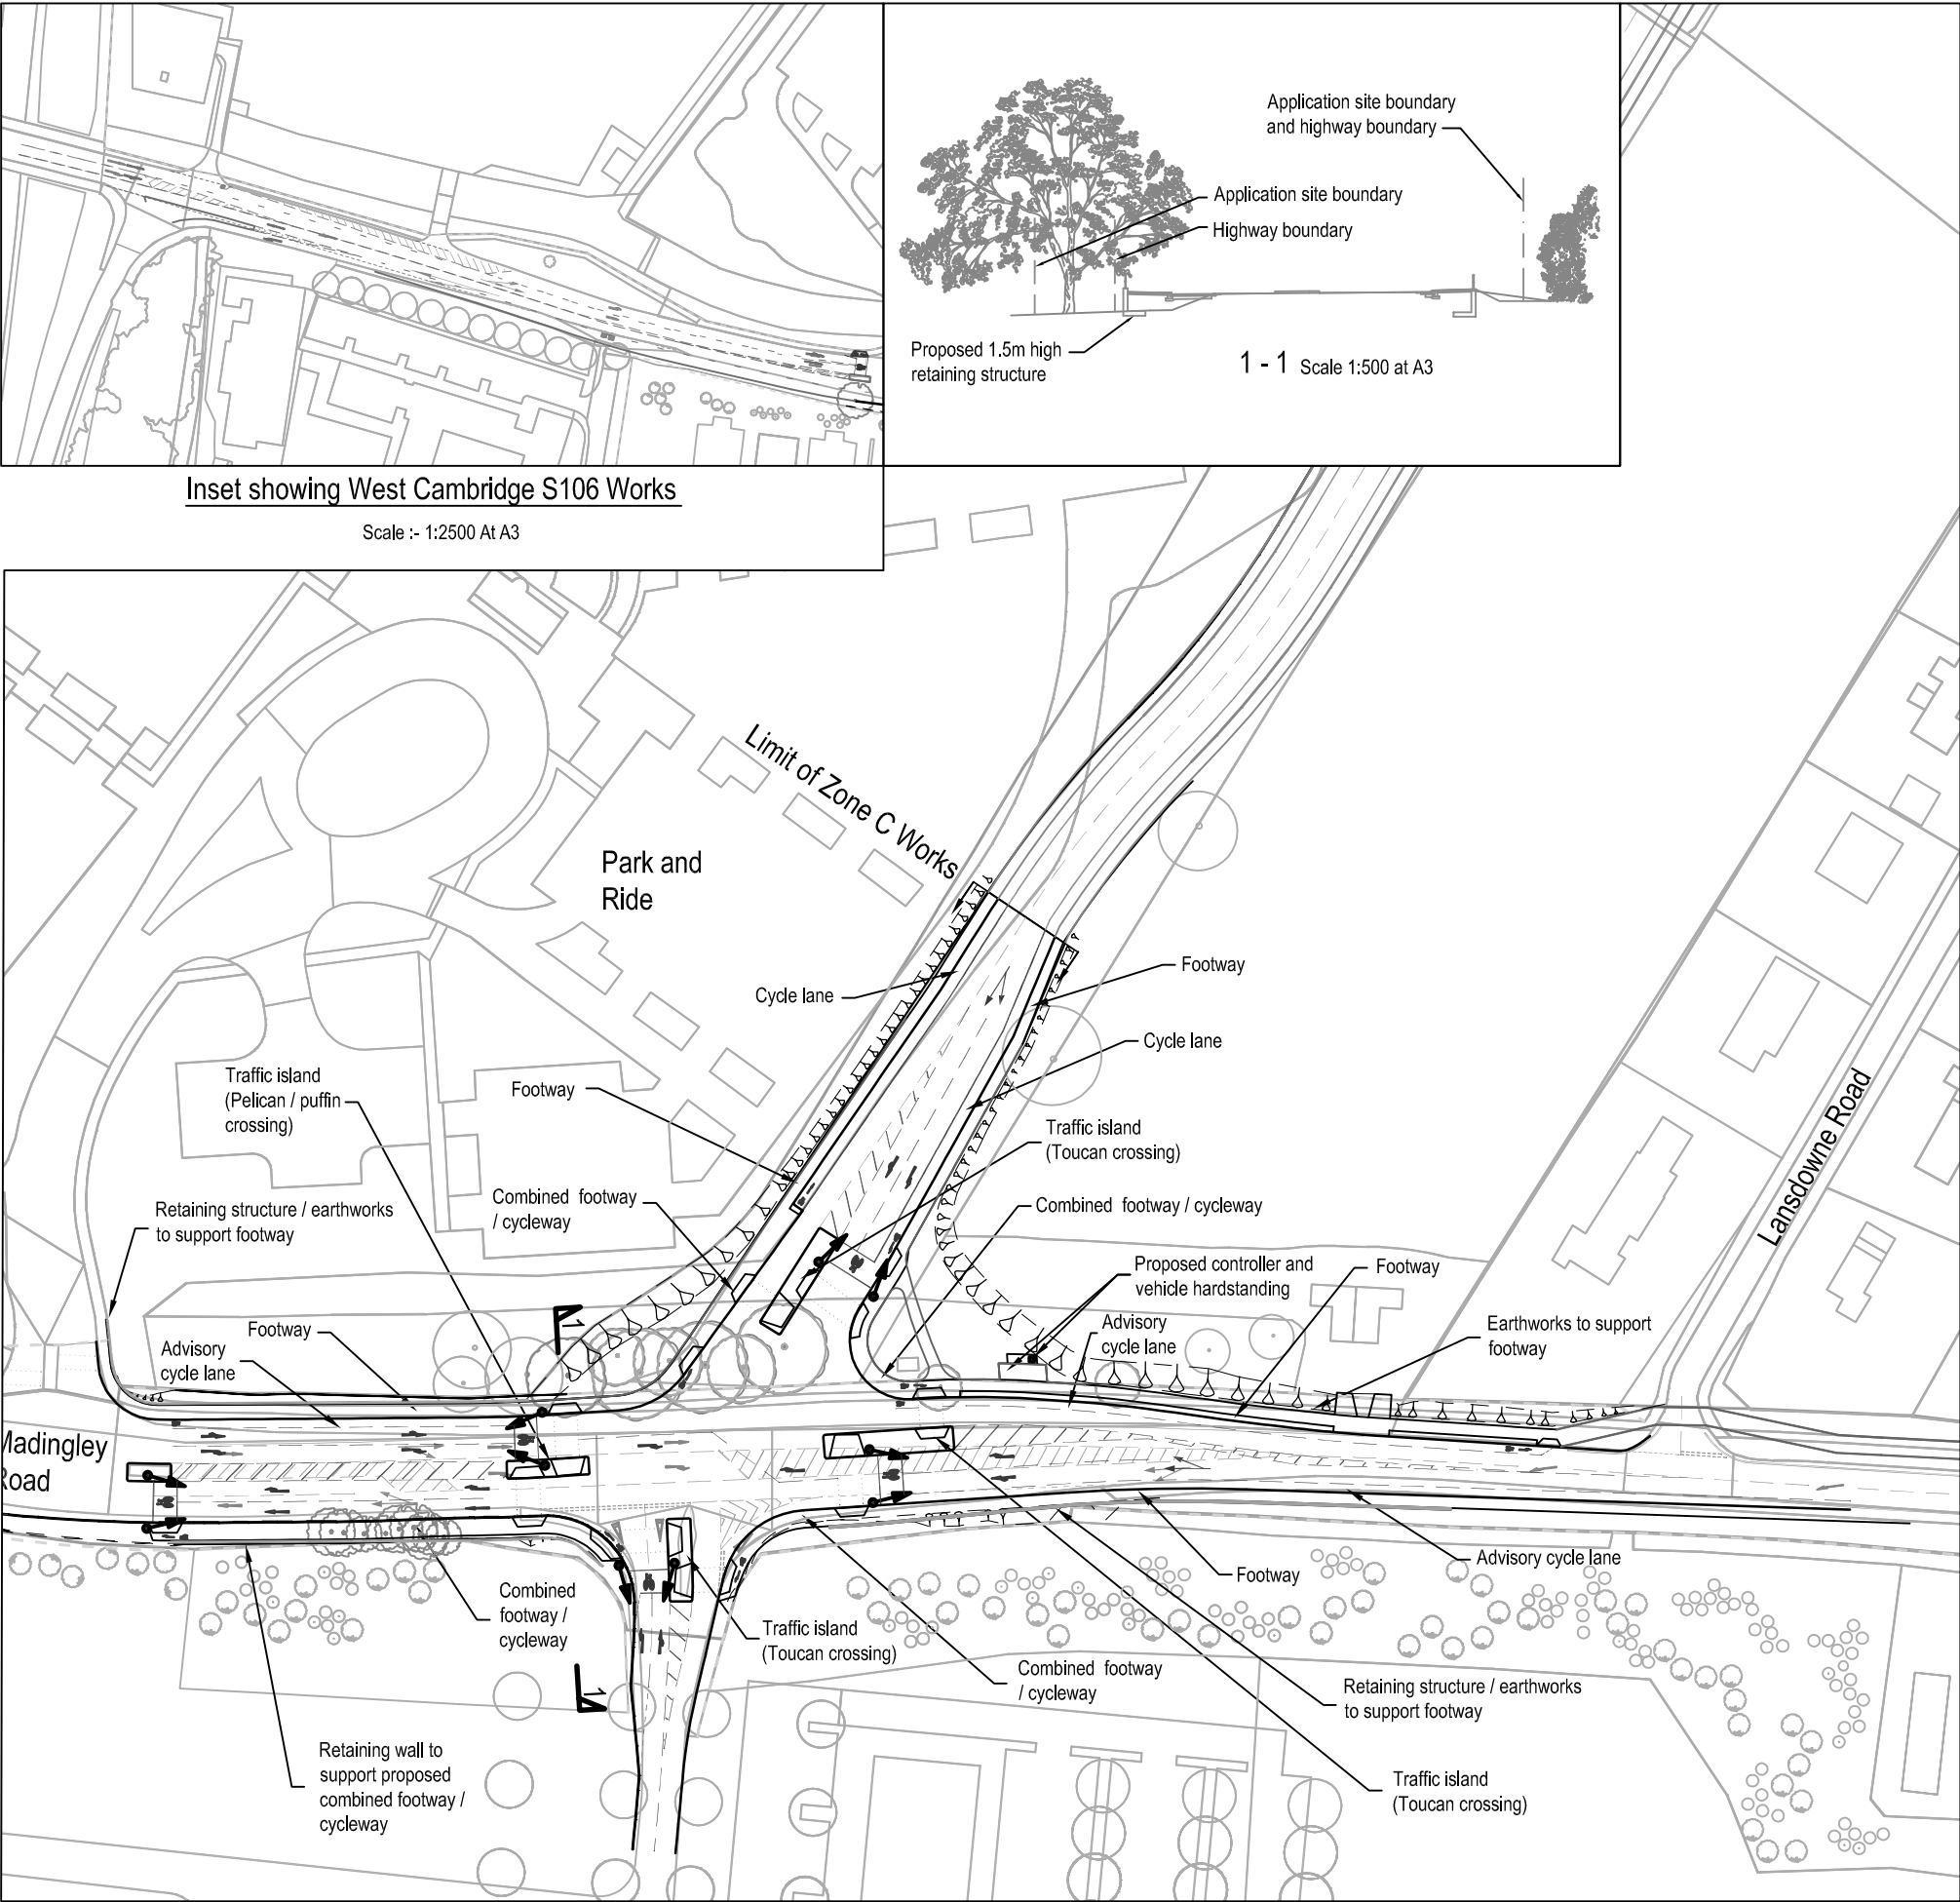 Application site boundary
and highway boundary
Application site boundary
Highway boundary
Proposed 1.5m high
retaining structure
1 - 1 Scale 1:500 at A3
Inset showing West Cambridge S106 Works
Scale :- 1:2500 At A3
Limit of Zone C Works
Park and
Ride
Cycle lane
Footway
Cycle lane
Traffic island
(Pelican / puffin
crossing)
Footway
Traffic island
(Toucan crossing)
Lansdowne Road
Retaining structure / earthworks
to support footway
Combined footway
/ cycleway
Combined footway / cycleway
Proposed controller and
vehicle hardstanding
Footway
Earthworks to support
footway
Advisory
cycle lane
Footway
Advisory
cycle lane
1
Madingley
Road
Advisory cycle lane
Footway
Combined
footway /
cycleway
Traffic island
(Toucan crossing)
Combined footway
/ cycleway
Retaining structure / earthworks
to support footway
1
Retaining wall to
support proposed
combined footway /
cycleway
Traffic island
(Toucan crossing)